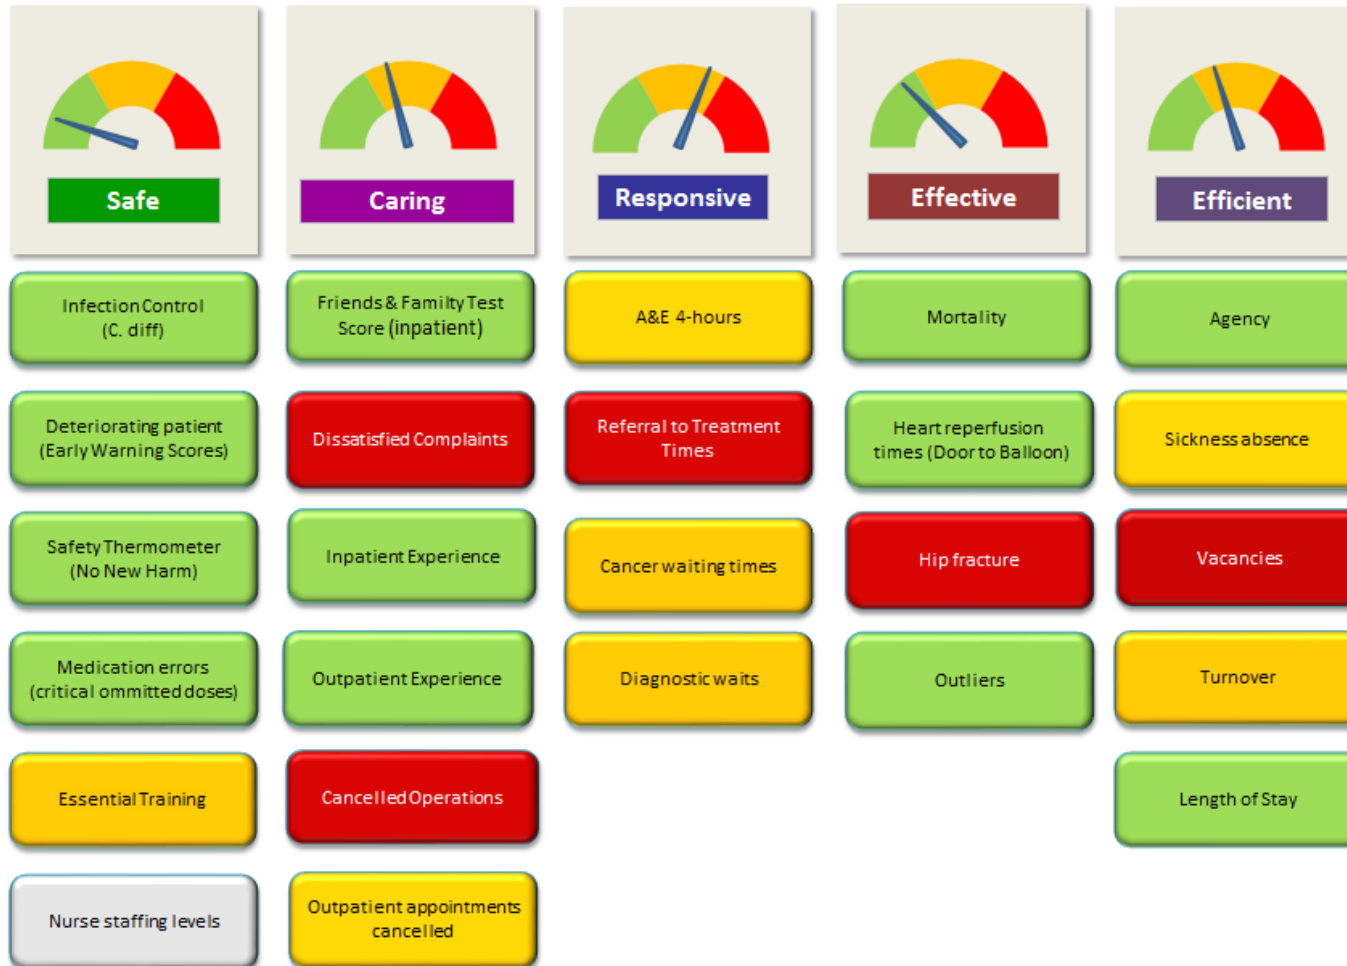 Safe
Caring
Responsive
Effective
Efficient
Infection Control
(C. diff)
Deteriorating patient
(Early Warning Scores)
Safety Thermometer
(No New Harm)
Medication errors
(critical ommitted doses)
Essential Training
Nurse staffing levels
Friends & Familty Test
Score (inpatient)
Dissatisfied Complaints
Inpatient Experience
Outpatient Experience
Cancelled Operations
Outpatient appointments
cancelled
A&E 4-hours
Referral to Treatment
Times
Cancer waiting times
Diagnostic waits
Mortality
Heart reperfusion
times (Door to Balloon)
Hip fracture
Outliers
Agency
Sickness absence
Vacancies
Turnover
Length of Stay